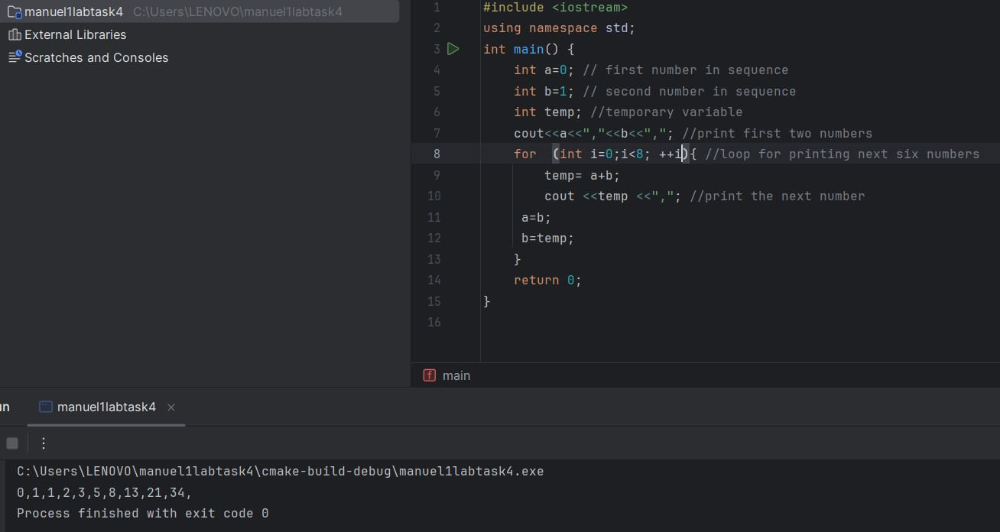 manuel1labtask4 C:\Users\LENOVO\manuel1labtask4
External Libraries
Scratches and Consoles
1 #include <iostream>
2 using namespace std;
3 int main() {
4 int a=0; // first number in sequence
5 int b=1; // second number in sequence
6 int temp; //temporary variable
7 cout<<a<<","<<b<<","; //print first two numbers
8 for (int i=0;i<8; ++i){ //loop for printing next six numbers
9 temp= a+b;
10 cout <<temp <<","; //print the next number
11 a=b;
12 b=temp;
13 }
14 return 0;
15 }
16
f main
un manuel1labtask4
C:\Users\LENOVO\manuel1labtask4\cmake-build-debug\manuel1labtask4.exe
0,1,1,2,3,5,8,13,21,34,
Process finished with exit code 0